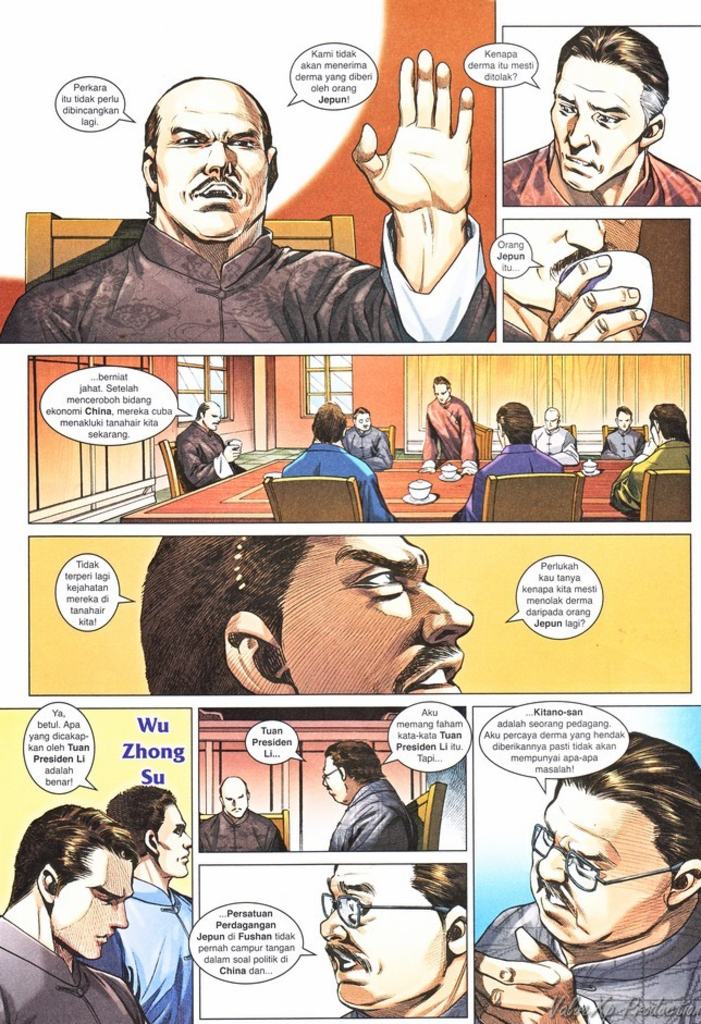 Perkara
itu tidak perlu
dibincangkan
lagi.
Kami tidak
akan menerima
derma yang diberi
oleh orang
Jepun!
Kenapa
derma itu mesti
ditolak?
Orang
Jepun
itu...
...berniat
jahat. Setelah
menceroboh bidang
ekonomi China, mereka cuba
menakluki tanahair kita
sekarang.
Tidak
terperi lagi
kejahatan
mereka di
tanahair
kita!
Perlukah
kau tanya
kenapa kita mesti
menolak derma
daripada orang
Jepun lagi?
Ya,
betul. Apa
yang dicakap-
kan oleh Tuan
Presiden Li
adalah
benar!
Wu
Zhong
Su
Tuan
Presiden
Li...
Aku
memang faham
kata-kata Tuan
Presiden Li itu.
Tapi...
...Persatuan
Perdagangan
Jepun di Fushan tidak
pernah campur tangan
dalam soal politik di
China dan...
...Kitano-san
adalah seorang pedagang.
Aku percaya derma yang hendak
diberikannya pasti tidak akan
mempunyai apa-apa
masalah!